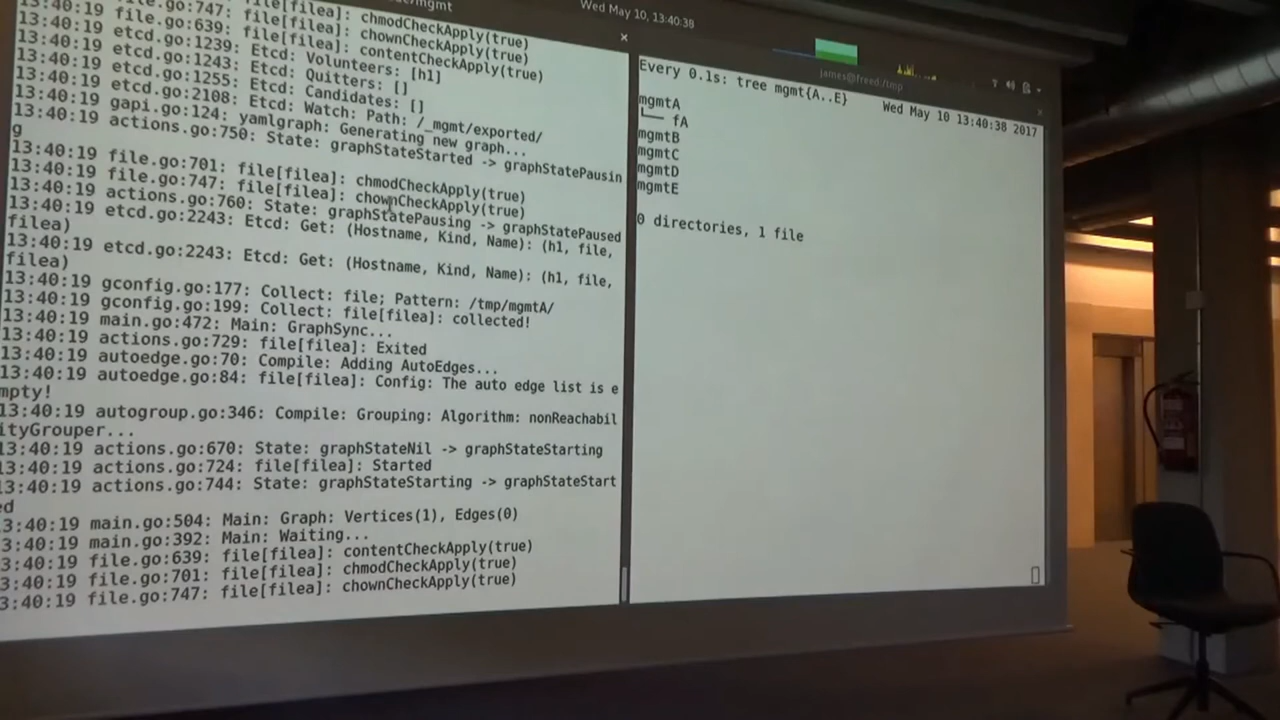 mgmt
Wed May 10, 13:40:38
file.go:747: file[filea]: chmodCheckApply(true)
13:40:19 file.go:639: file[filea]: chownCheckApply(true)
13:40:19 etcd.go:1239: file[filea]: contentCheckApply(true)
13:40:19 etcd.go:1243: Etcd: Volunteers: [h1]
13:40:19 etcd.go:1255: Etcd: Quitters: []
13:40:19 etcd.go:2108: Etcd: Candidates: []
13:40:19 gapi.go:124: Etcd: Watch: Path: /_mgmt/exported/
13:40:19 actions.go:750: yamlgraph: Generating new graph...
State: graphStateStarted -> graphStatePausin
g
13:40:19 file.go:701: file[filea]: chmodCheckApply(true)
13:40:19 file.go:747: file[filea]: chownCheckApply(true)
13:40:19 actions.go:760: State: graphStatePausing -> graphStatePaused
13:40:19 etcd.go:2243: Etcd: Get: (Hostname, Kind, Name): (h1, file,
filea)
13:40:19 etcd.go:2243: Etcd: Get: (Hostname, Kind, Name): (h1, file,
filea)
13:40:19 gconfig.go:177: Collect: file; Pattern: /tmp/mgmtA/
13:40:19 gconfig.go:199: Collect: file[filea]: collected!
13:40:19 main.go:472: Main: GraphSync...
13:40:19 actions.go:729: file[filea]: Exited
13:40:19 autoedge.go:70: Compile: Adding AutoEdges...
13:40:19 autoedge.go:84: file[filea]: Config: The auto edge list is e
mpty!
13:40:19 autogroup.go:346: Compile: Grouping: Algorithm: nonReachabil
ityGrouper...
13:40:19 actions.go:670: State: graphStateNil -> graphStateStarting
13:40:19 actions.go:724: file[filea]: Started
13:40:19 actions.go:744: State: graphStateStarting -> graphStateStart
ed
3:40:19 main.go:504: Main: Graph: Vertices(1), Edges(0)
3:40:19 main.go:392: Main: Waiting...
3:40:19 file.go:639: file[filea]: contentCheckApply(true)
3:40:19 file.go:701: file[filea]: chmodCheckApply(true)
3:40:19 file.go:747: file[filea]: chownCheckApply(true)
james@freed:/tmp
Every 0.1s: tree mgmt{A..E} Wed May 10 13:40:38 2017
mgmtA
└── fA
mgmtB
mgmtC
mgmtD
mgmtE
0 directories, 1 file